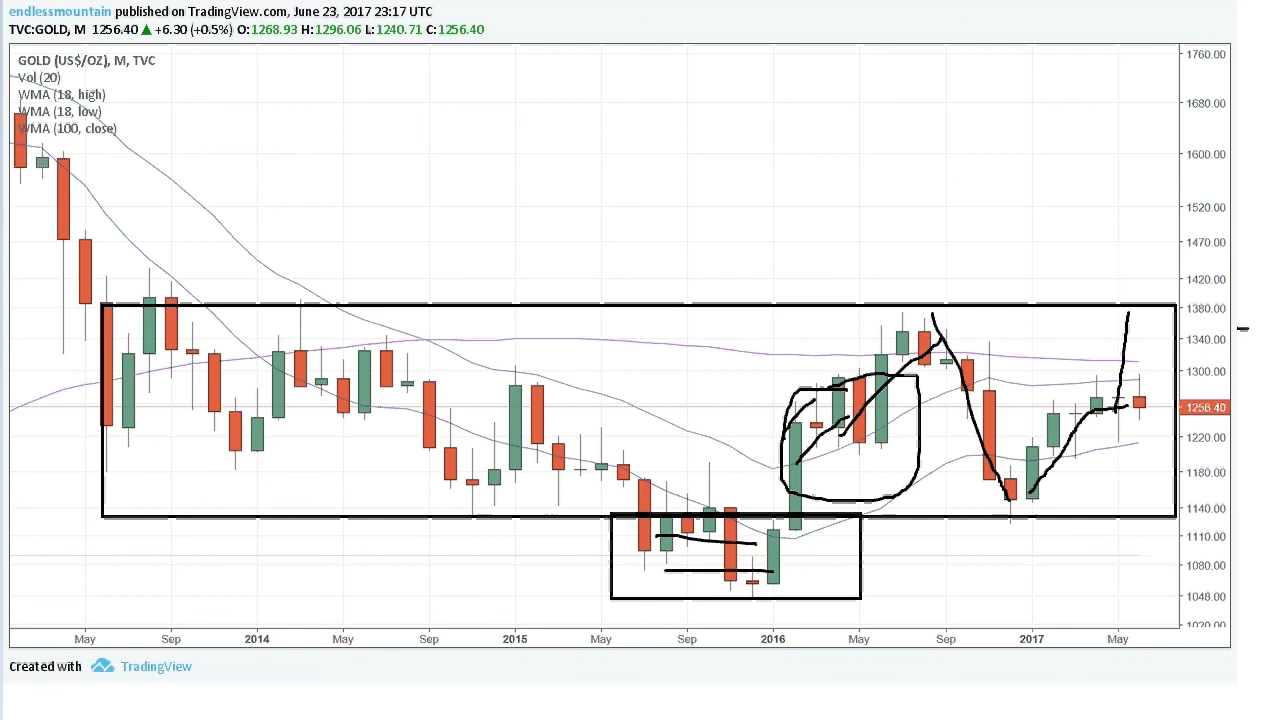 endlessmountain published on TradingView.com, June 23, 2017 23:17 UTC
TVC:GOLD, M 1256.40 ▲ +6.30 (+0.5%) O:1268.93 H:1296.06 L:1240.71 C:1256.40
GOLD (US$/OZ), M, TVC
Vol (20)
WMA (18, high)
WMA (18, low)
WMA (100, close)
1760.00
1680.00
1600.00
1520.00
1470.00
1420.00
1380.00
1340.00
1300.00
1256.40
1220.00
1180.00
1140.00
1110.00
1080.00
1048.00
1020.00
May Sep 2014 May Sep 2015 May Sep 2016 May Sep 2017 May
Created with TradingView